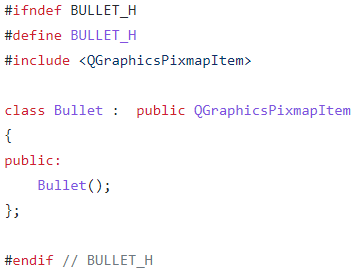 #ifndef BULLET_H
#define BULLET_H
#include <QGraphicsPixmapItem>
class Bullet :  public QGraphicsPixmapItem
{
public:
    Bullet();
};
#endif // BULLET_H